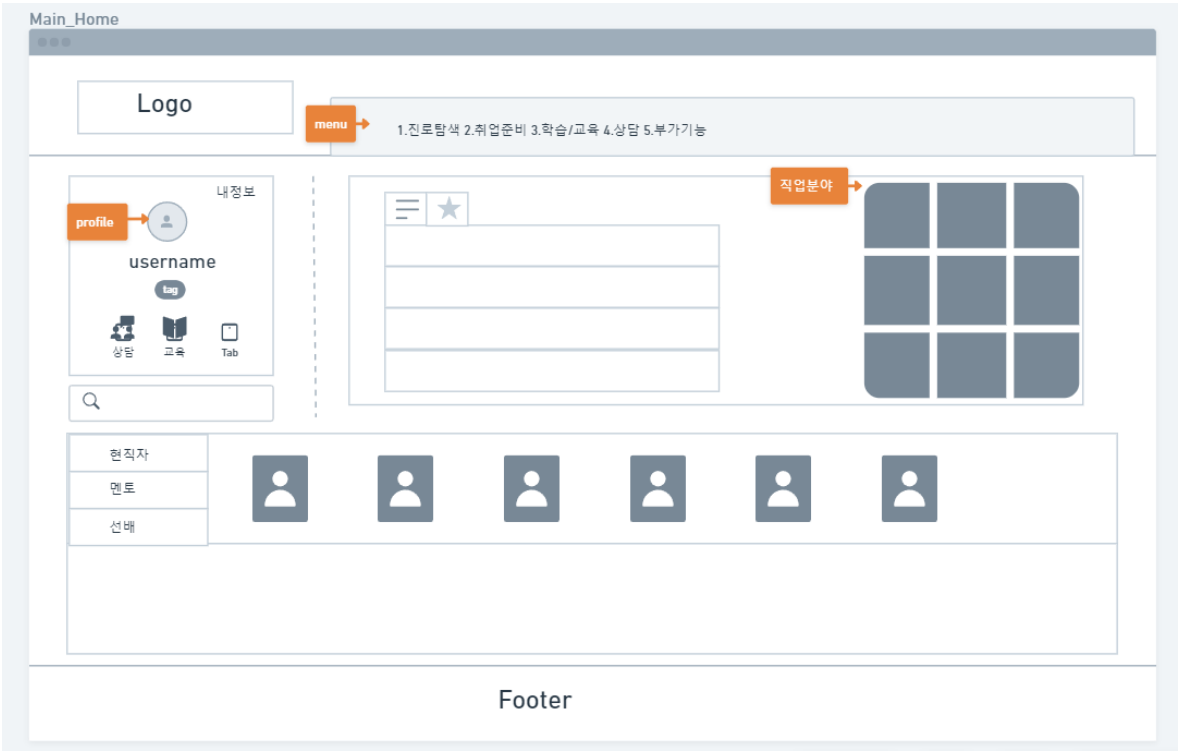 Main_Home
Logo
menu
1.진로탐색 2.취업준비 3.학습/교육 4.상담 5.부가기능
내정보
profile
username
tag
상담 교육 Tab
직업분야
현직자
멘토
선배
Footer